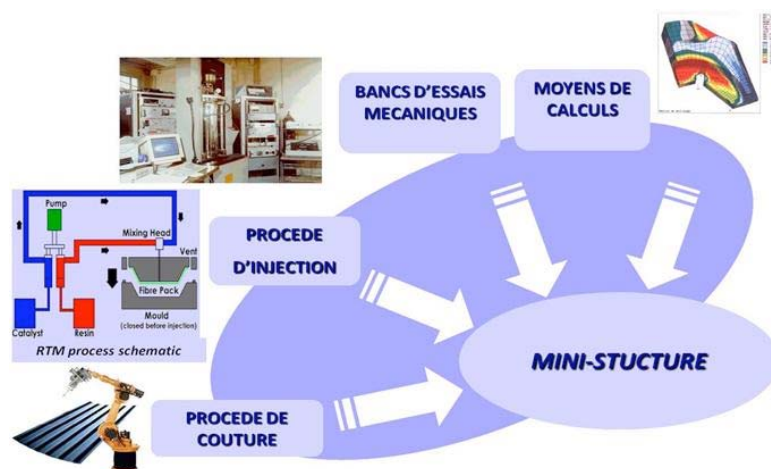 BANCS D'ESSAIS
MECANIQUES
MOYENS DE
CALCULS
PROCEDE
D'INJECTION
Pump
Mixing Head
Vent
Fibre Pack
Mould
(closed before injection)
Catalyst
Resin
RTM process schematic
MINI-STUCTURE
PROCEDE DE
COUTURE